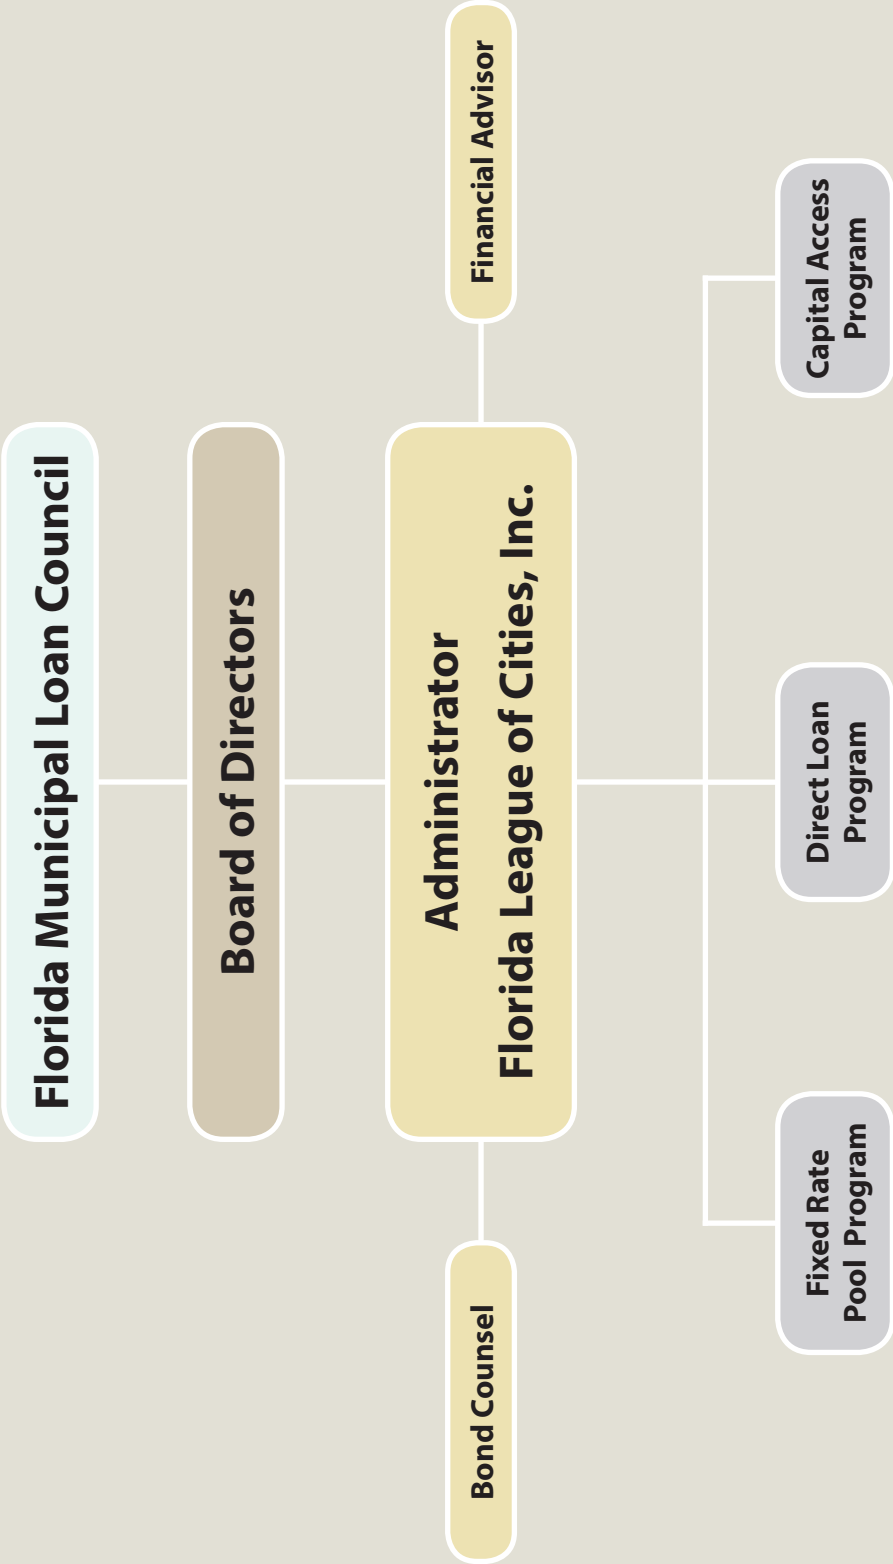 Florida Municipal Loan Council
Board of Directors
Administrator
Florida League of Cities, Inc.
Bond Counsel
Financial Advisor
Fixed Rate
Pool Program
Direct Loan
Program
Capital Access
Program